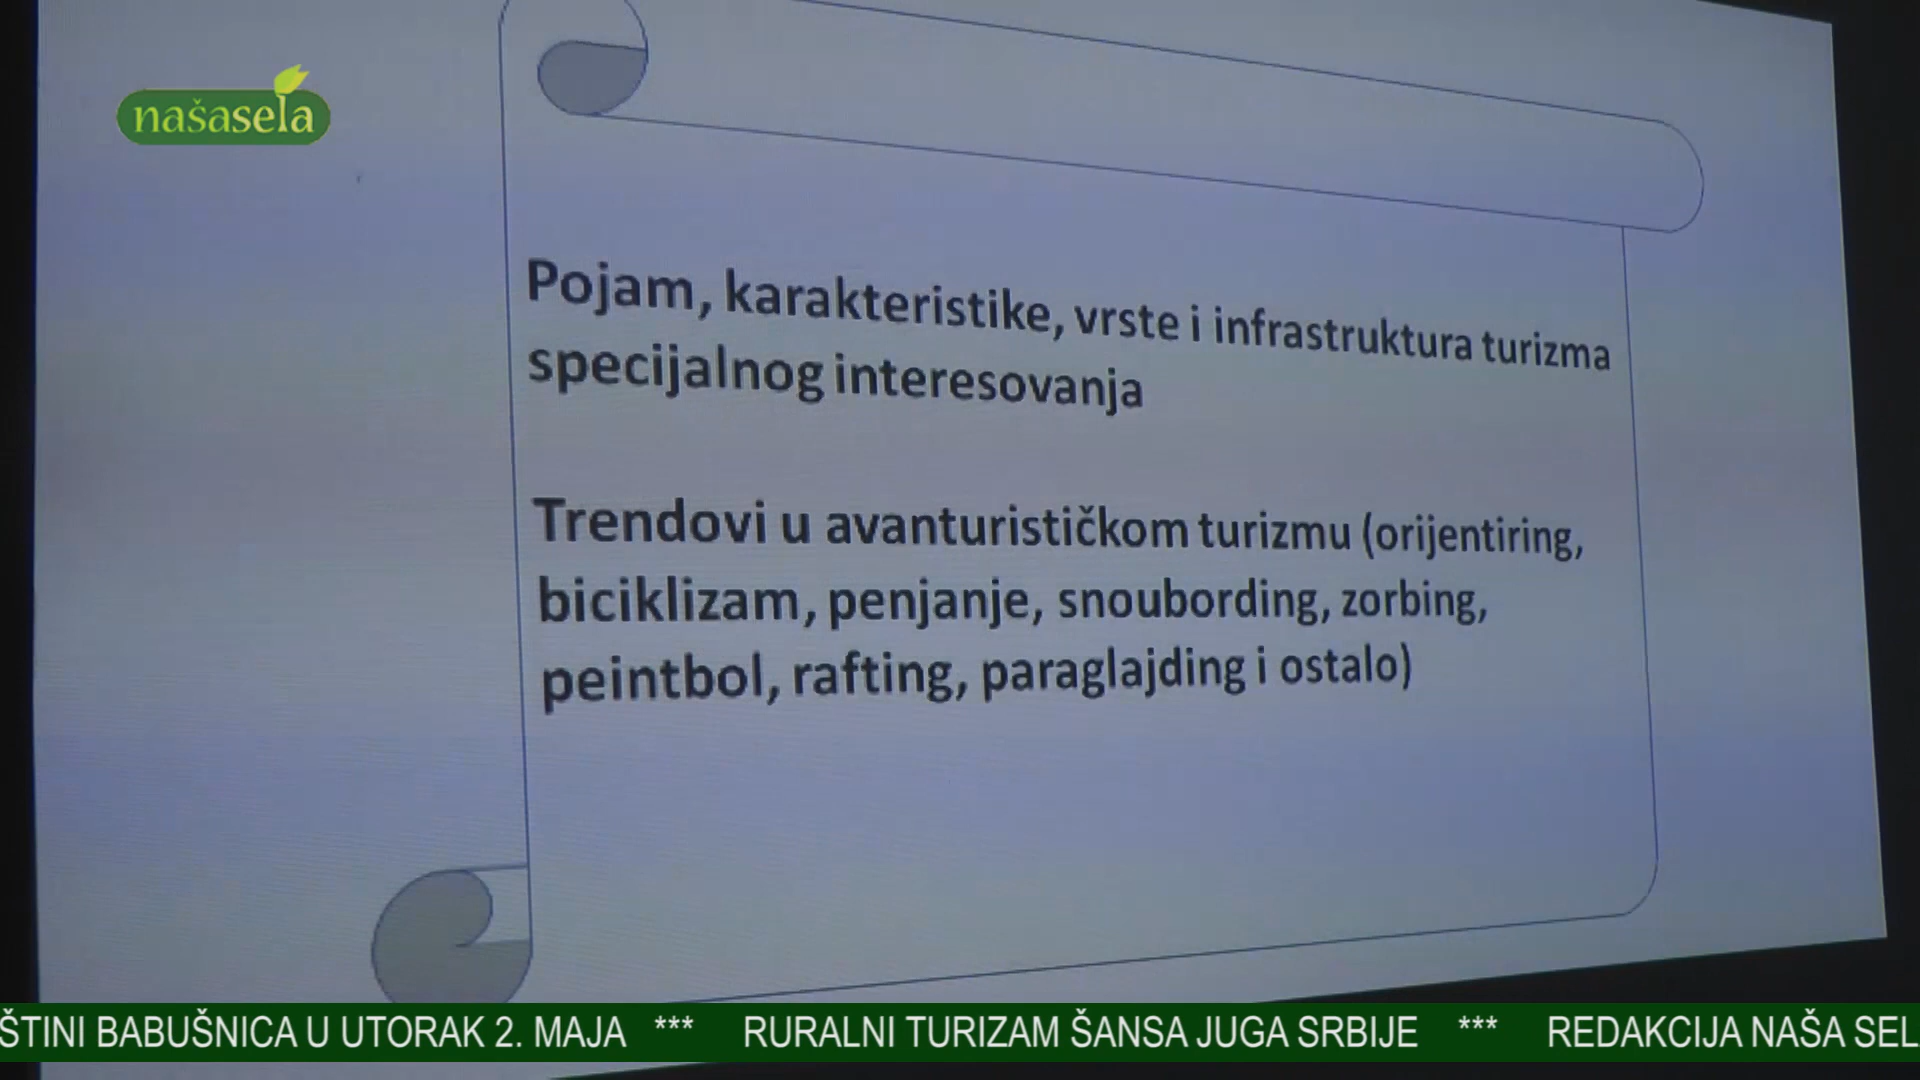 našasela
Pojam, karakteristike, vrste i infrastruktura turizma
specijalnog interesovanja
Trendovi u avanturističkom turizmu (orijentiring,
biciklizam, penjanje, snoubording, zorbing,
peintbol, rafting, paraglajding i ostalo)
ŠTINI BABUŠNICA U UTORAK 2. MAJA *** RURALNI TURIZAM ŠANSA JUGA SRBIJE *** REDAKCIJA NAŠA SEL